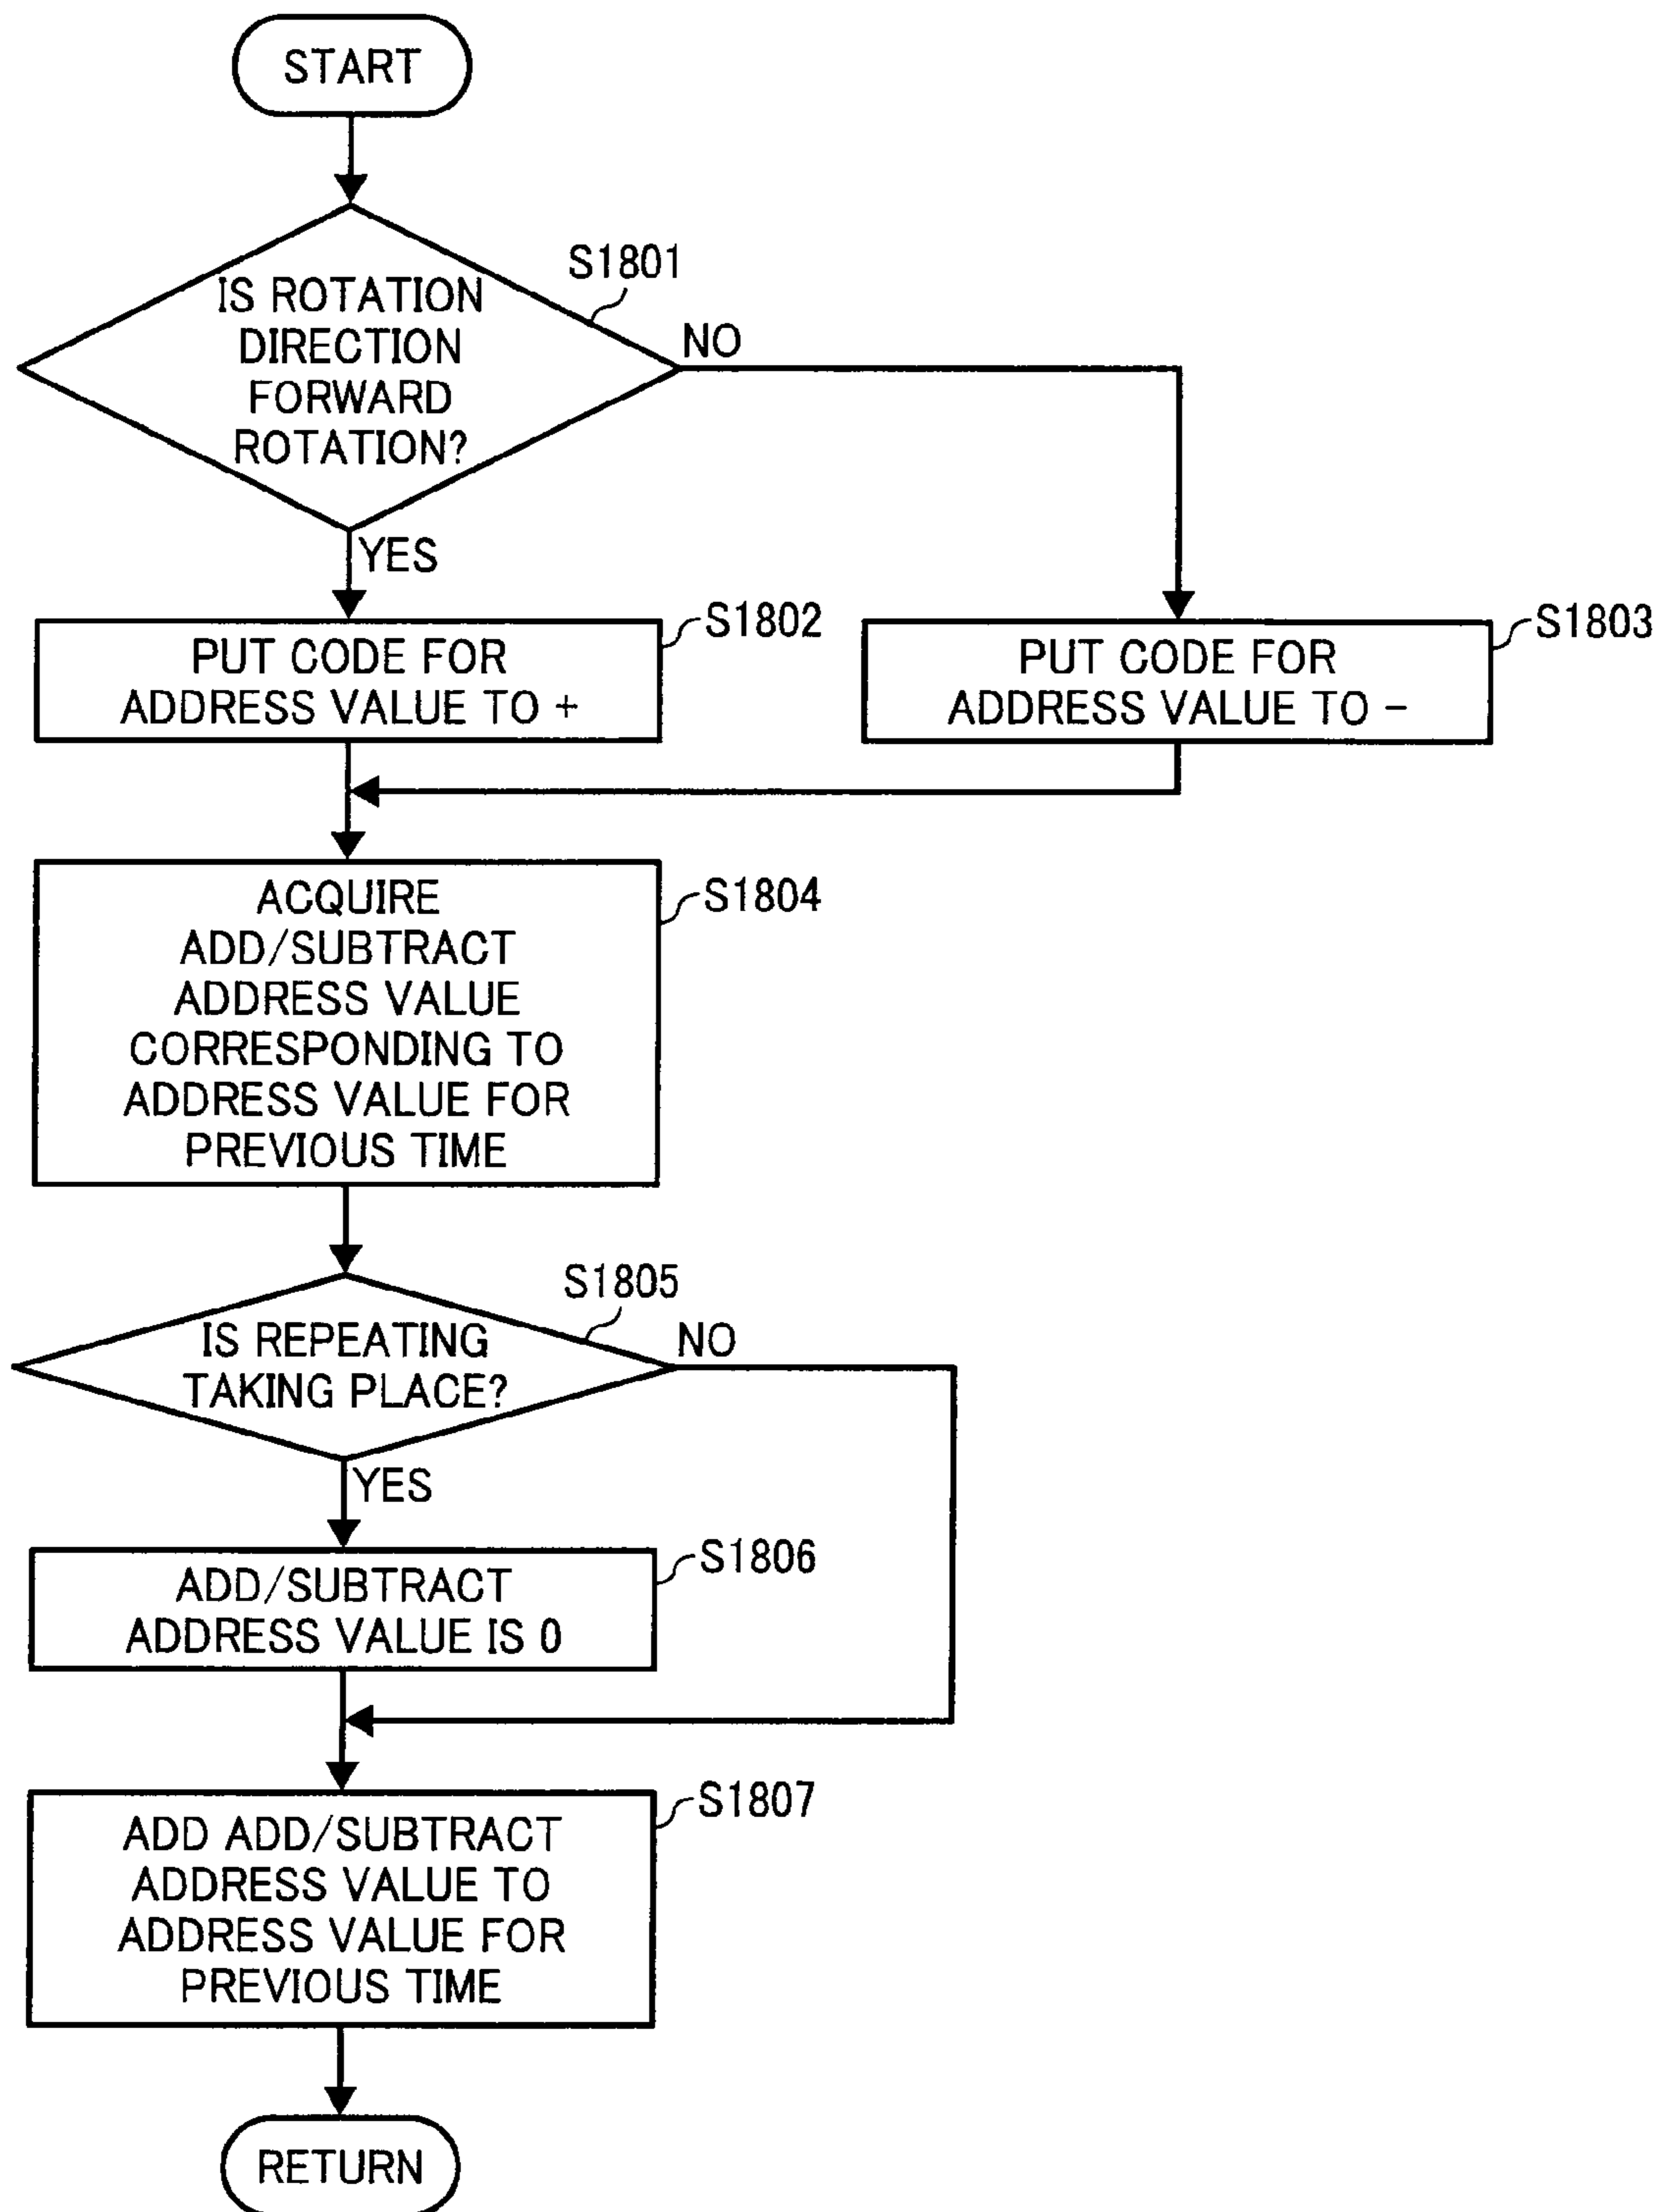 START
S1801
IS ROTATION
DIRECTION
FORWARD
ROTATION?
NO
YES
S1802
PUT CODE FOR
ADDRESS VALUE TO +
S1803
PUT CODE FOR
ADDRESS VALUE TO −
S1804
ACQUIRE
ADD/SUBTRACT
ADDRESS VALUE
CORRESPONDING TO
ADDRESS VALUE FOR
PREVIOUS TIME
S1805
IS REPEATING
TAKING PLACE?
NO
YES
S1806
ADD/SUBTRACT
ADDRESS VALUE IS 0
S1807
ADD ADD/SUBTRACT
ADDRESS VALUE TO
ADDRESS VALUE FOR
PREVIOUS TIME
RETURN